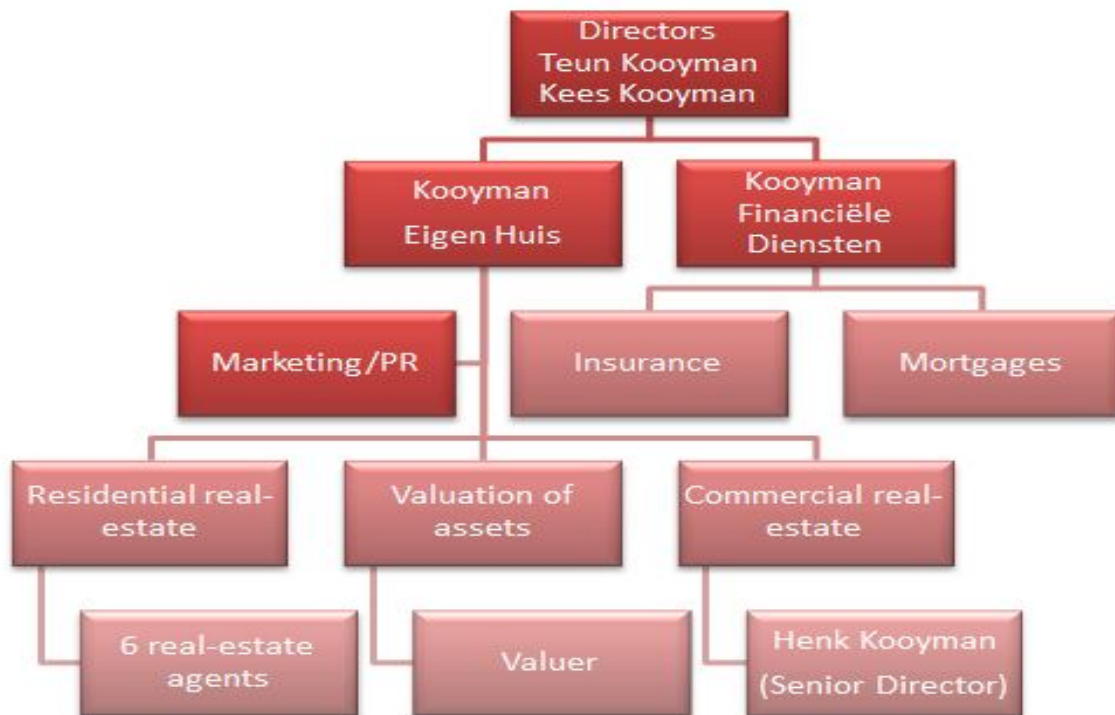 Directors
Teun Kooyman
Kees Kooyman
Kooyman
Eigen Huis
Kooyman
Financiële
Diensten
Marketing/PR
Insurance
Mortgages
Residential real-
estate
Valuation of
assets
Commercial real-
estate
6 real-estate
agents
Valuer
Henk Kooyman
(Senior Director)